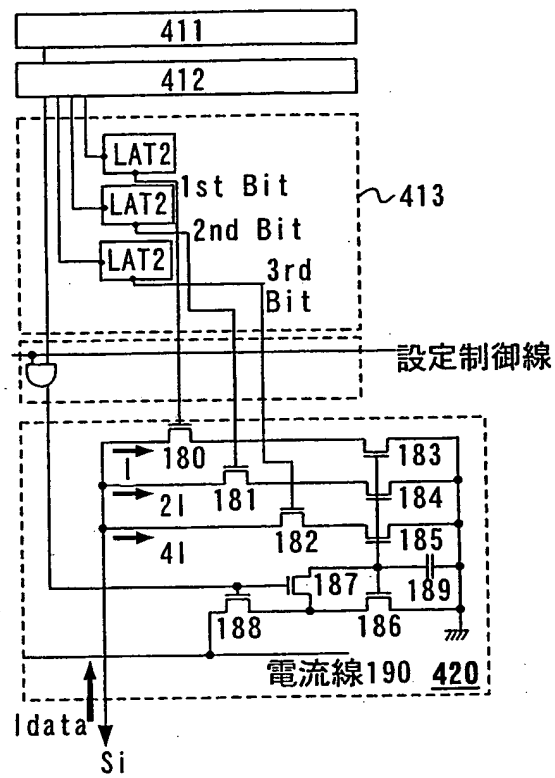 411
412
LAT2
1st Bit
LAT2
2nd Bit
413
LAT2
3rd
Bit
設定制御線
I
180
183
2I
181
184
4I
182
185
187
189
188
186
電流線190
420
Idata
Si